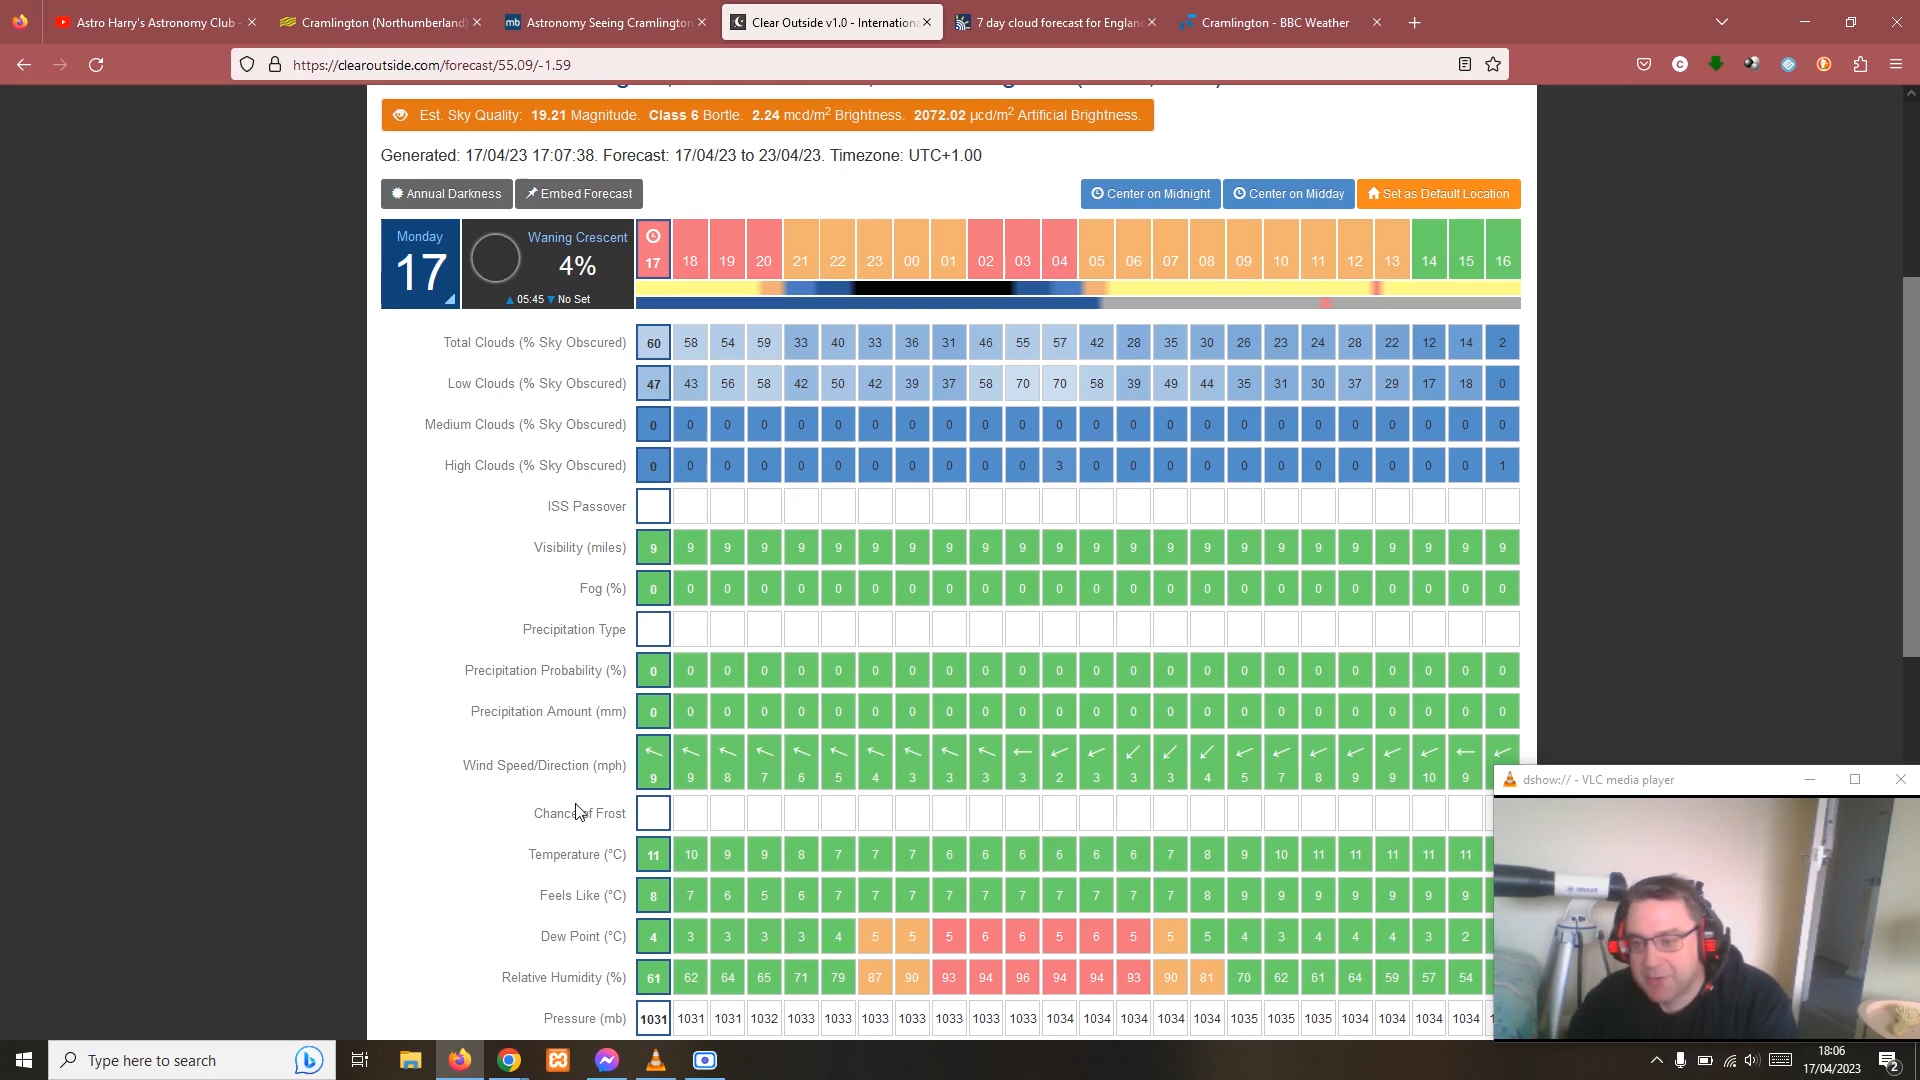 Astro Harry's Astronomy Club -
Cramlington (Northumberland)
Astronomy Seeing Cramlington
Clear Outside v1.0 - Internationa
7 day cloud forecast for Englan
Cramlington - BBC Weather
https://clearoutside.com/forecast/55.09/-1.59
Est. Sky Quality: 19.21 Magnitude. Class 6 Bortle. 2.24 mcd/m2 Brightness. 2072.02 μcd/m2 Artificial Brightness.
Generated: 17/04/23 17:07:38. Forecast: 17/04/23 to 23/04/23. Timezone: UTC+1.00
Annual Darkness Embed Forecast Center on Midnight Center on Midday Set as Default Location
Monday
17
Waning Crescent
4%
05:45 No Set
17 18 19 20 21 22 23 00 01 02 03 04 05 06 07 08 09 10 11 12 13 14 15 16
Total Clouds (% Sky Obscured) 60 58 54 59 33 40 33 36 31 46 55 57 42 28 35 30 26 23 24 28 22 12 14 2
Low Clouds (% Sky Obscured) 47 43 56 58 42 50 42 39 37 58 70 70 58 39 49 44 35 31 30 37 29 17 18 0
Medium Clouds (% Sky Obscured) 0 0 0 0 0 0 0 0 0 0 0 0 0 0 0 0 0 0 0 0 0 0 0 0
High Clouds (% Sky Obscured) 0 0 0 0 0 0 0 0 0 0 0 3 0 0 0 0 0 0 0 0 0 0 0 1
ISS Passover
Visibility (miles) 9 9 9 9 9 9 9 9 9 9 9 9 9 9 9 9 9 9 9 9 9 9 9 9
Fog (%) 0 0 0 0 0 0 0 0 0 0 0 0 0 0 0 0 0 0 0 0 0 0 0 0
Precipitation Type
Precipitation Probability (%) 0 0 0 0 0 0 0 0 0 0 0 0 0 0 0 0 0 0 0 0 0 0 0 0
Precipitation Amount (mm) 0 0 0 0 0 0 0 0 0 0 0 0 0 0 0 0 0 0 0 0 0 0 0 0
Wind Speed/Direction (mph) 9 9 8 7 6 5 4 3 3 3 3 2 3 3 3 4 5 7 8 9 9 10 9
Chance of Frost
Temperature (°C) 11 10 9 9 8 7 7 7 6 6 6 6 6 6 7 8 9 10 11 11 11 11 11
Feels Like (°C) 8 7 6 5 6 7 7 7 7 7 7 7 7 7 7 8 9 9 9 9 9 9 9
Dew Point (°C) 4 3 3 3 3 4 5 5 5 6 6 5 6 5 5 5 4 3 4 4 4 3 2
Relative Humidity (%) 61 62 64 65 71 79 87 90 93 94 96 94 94 93 90 81 70 62 61 64 59 57 54
Pressure (mb) 1031 1031 1031 1032 1033 1033 1033 1033 1033 1033 1033 1034 1034 1034 1034 1034 1035 1035 1035 1034 1034 1034 1034
dshow:// - VLC media player
Type here to search
18:06
17/04/2023
2